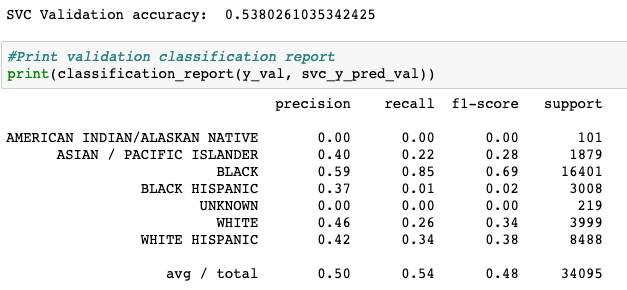 SVC Validation accuracy: 0.5380261035342425
#Print validation classification report
print(classification_report(y_val, svc_y_pred_val))
precision recall f1-score support
AMERICAN INDIAN/ALASKAN NATIVE 0.00 0.00 0.00 101
ASIAN / PACIFIC ISLANDER 0.40 0.22 0.28 1879
BLACK 0.59 0.85 0.69 16401
BLACK HISPANIC 0.37 0.01 0.02 3008
UNKNOWN 0.00 0.00 0.00 219
WHITE 0.46 0.26 0.34 3999
WHITE HISPANIC 0.42 0.34 0.38 8488
avg / total 0.50 0.54 0.48 34095